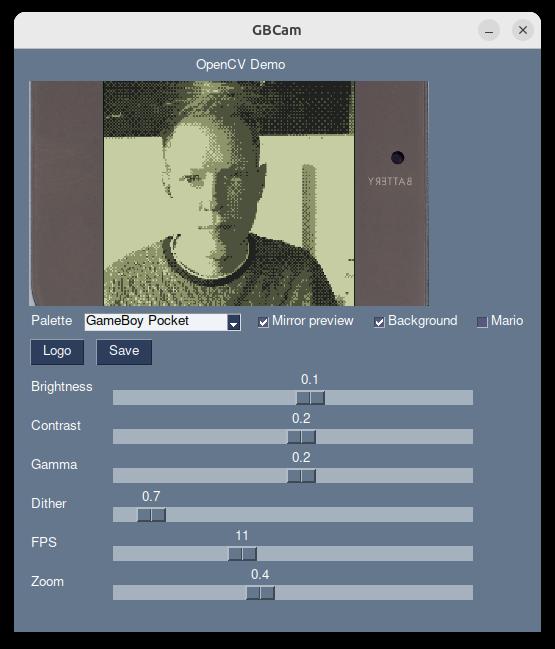 GBCam
OpenCV Demo
BATTERY
Palette GameBoy Pocket Mirror preview Background Mario
Logo Save
Brightness 0.1
Contrast 0.2
Gamma 0.2
Dither 0.7
FPS 11
Zoom 0.4